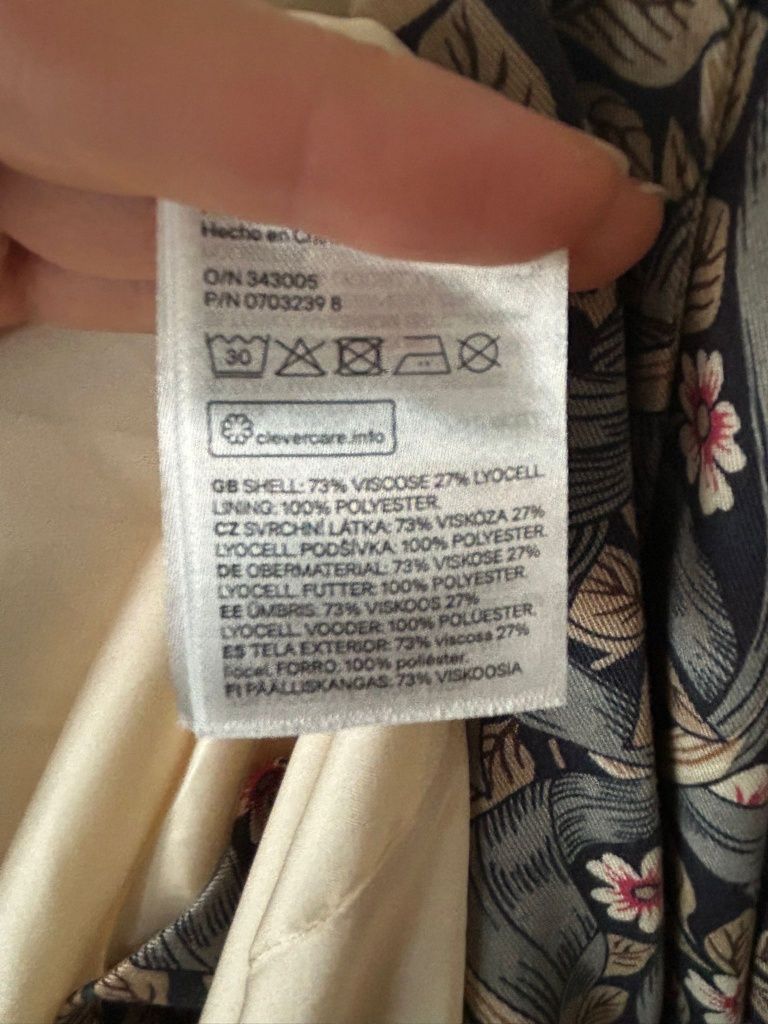 Hecho en
O/N 343005
P/N 0703239 8
30
clevercare.info
GB SHELL: 73% VISCOSE 27% LYOCELL.
LINING: 100% POLYESTER.
CZ SVRCHNÍ LÁTKA: 73% VISKÓZA 27%
LYOCELL. PODŠÍVKA: 100% POLYESTER.
DE OBERMATERIAL: 73% VISKOSE 27%
LYOCELL. FUTTER: 100% POLYESTER.
EE ÜMBRIS: 73% VISKOOS 27%
LYOCELL. VOODER: 100% POLÜESTER.
ES TELA EXTERIOR: 73% viscosa 27%
liocel. FORRO: 100% poliéster.
FI PÄÄLLISKANGAS: 73% VISKOOSIA